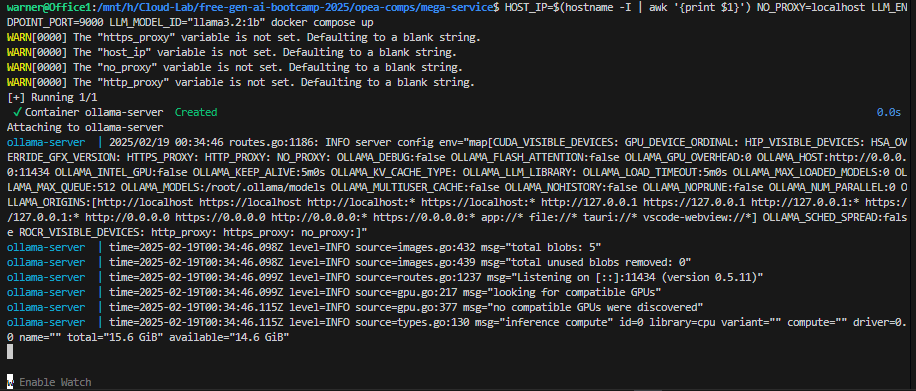 warner@Office1:/mnt/h/Cloud-Lab/free-gen-ai-bootcamp-2025/opea-comps/mega-service$ HOST_IP=$(hostname -I | awk '{print $1}') NO_PROXY=localhost LLM_EN
DPOINT_PORT=9000 LLM_MODEL_ID="llama3.2:1b" docker compose up
WARN[0000] The "https_proxy" variable is not set. Defaulting to a blank string.
WARN[0000] The "host_ip" variable is not set. Defaulting to a blank string.
WARN[0000] The "no_proxy" variable is not set. Defaulting to a blank string.
WARN[0000] The "http_proxy" variable is not set. Defaulting to a blank string.
[+] Running 1/1
✓Container ollama-server  Created 0.0s
Attaching to ollama-server
ollama-server  | 2025/02/19 00:34:46 routes.go:1186: INFO server config env="map[CUDA_VISIBLE_DEVICES: GPU_DEVICE_ORDINAL: HIP_VISIBLE_DEVICES: HSA_OV
ERRIDE_GFX_VERSION: HTTPS_PROXY: HTTP_PROXY: NO_PROXY: OLLAMA_DEBUG:false OLLAMA_FLASH_ATTENTION:false OLLAMA_GPU_OVERHEAD:0 OLLAMA_HOST:http://0.0.0.
0:11434 OLLAMA_INTEL_GPU:false OLLAMA_KEEP_ALIVE:5m0s OLLAMA_KV_CACHE_TYPE: OLLAMA_LLM_LIBRARY: OLLAMA_LOAD_TIMEOUT:5m0s OLLAMA_MAX_LOADED_MODELS:0 OL
LAMA_MAX_QUEUE:512 OLLAMA_MODELS:/root/.ollama/models OLLAMA_MULTIUSER_CACHE:false OLLAMA_NOHISTORY:false OLLAMA_NOPRUNE:false OLLAMA_NUM_PARALLEL:0 O
LLAMA_ORIGINS:[http://localhost https://localhost http://localhost:* https://localhost:* http://127.0.0.1 https://127.0.0.1 http://127.0.0.1:* https:/
/127.0.0.1:* http://0.0.0.0 https://0.0.0.0 http://0.0.0.0:* https://0.0.0.0:* app://* file://* tauri://* vscode-webview://*] OLLAMA_SCHED_SPREAD:fals
e ROCR_VISIBLE_DEVICES: http_proxy: https_proxy: no_proxy:]"
ollama-server  | time=2025-02-19T00:34:46.098Z level=INFO source=images.go:432 msg="total blobs: 5"
ollama-server  | time=2025-02-19T00:34:46.098Z level=INFO source=images.go:439 msg="total unused blobs removed: 0"
ollama-server  | time=2025-02-19T00:34:46.099Z level=INFO source=routes.go:1237 msg="Listening on [::]:11434 (version 0.5.11)"
ollama-server  | time=2025-02-19T00:34:46.099Z level=INFO source=gpu.go:217 msg="looking for compatible GPUs"
ollama-server  | time=2025-02-19T00:34:46.115Z level=INFO source=gpu.go:377 msg="no compatible GPUs were discovered"
ollama-server  | time=2025-02-19T00:34:46.115Z level=INFO source=types.go:130 msg="inference compute" id=0 library=cpu variant="" compute="" driver=0.
0 name="" total="15.6 GiB" available="14.6 GiB"
w Enable Watch